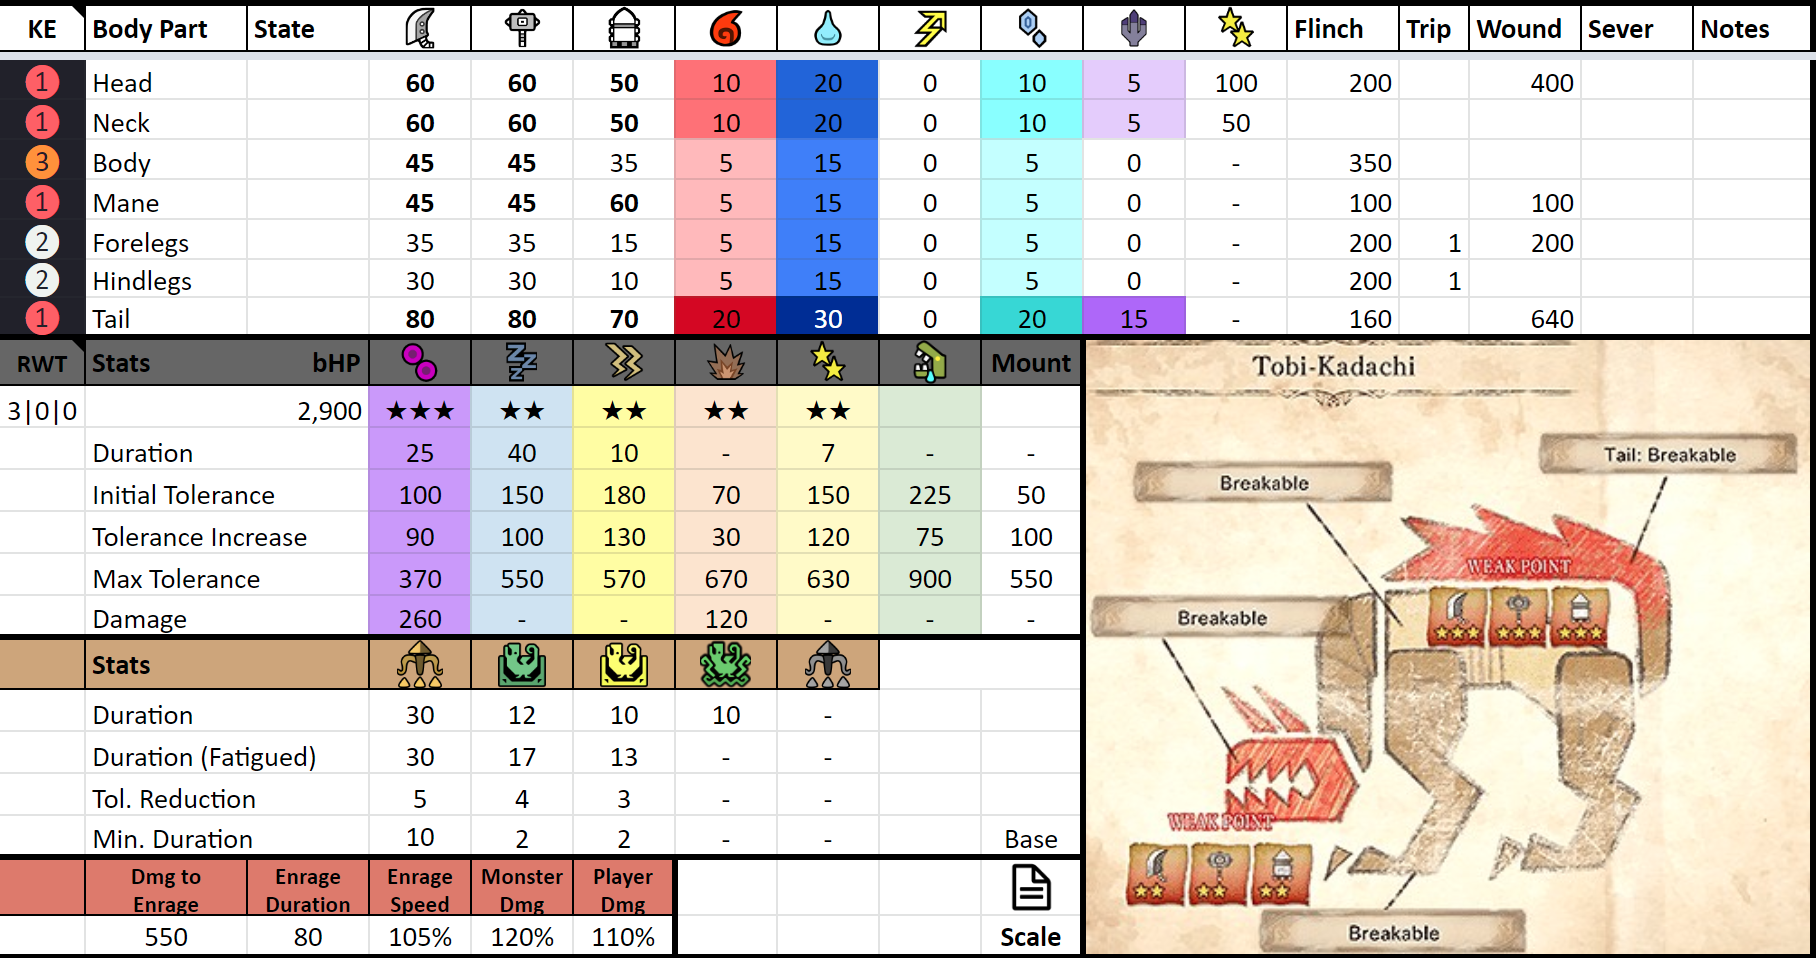 KE Body Part State Flinch Trip Wound Sever Notes
1 Head 60 60 50 10 20 0 10 5 100 200 400
1 Neck 60 60 50 10 20 0 10 5 50
3 Body 45 45 35 5 15 0 5 0 - 350
1 Mane 45 45 60 5 15 0 5 0 - 100 100
2 Forelegs 35 35 15 5 15 0 5 0 - 200 1 200
2 Hindlegs 30 30 10 5 15 0 5 0 - 200 1
1 Tail 80 80 70 20 30 0 20 15 - 160 640
RWT Stats bHP Mount
3|0|0 2,900 ★★★ ★★ ★★ ★★ ★★
Duration 25 40 10 - 7 - -
Initial Tolerance 100 150 180 70 150 225 50
Tolerance Increase 90 100 130 30 120 75 100
Max Tolerance 370 550 570 670 630 900 550
Damage 260 - - 120 - - -
Stats
Duration 30 12 10 10 -
Duration (Fatigued) 30 17 13 - -
Tol. Reduction 5 4 3 - -
Min. Duration 10 2 2 - - Base
Dmg to Enrage Enrage Monster Player
Enrage Duration Speed Dmg Dmg
550 80 105% 120% 110% Scale
Tobi-Kadachi
Tail: Breakable
Breakable
WEAK POINT
Breakable
WEAK POINT
Breakable